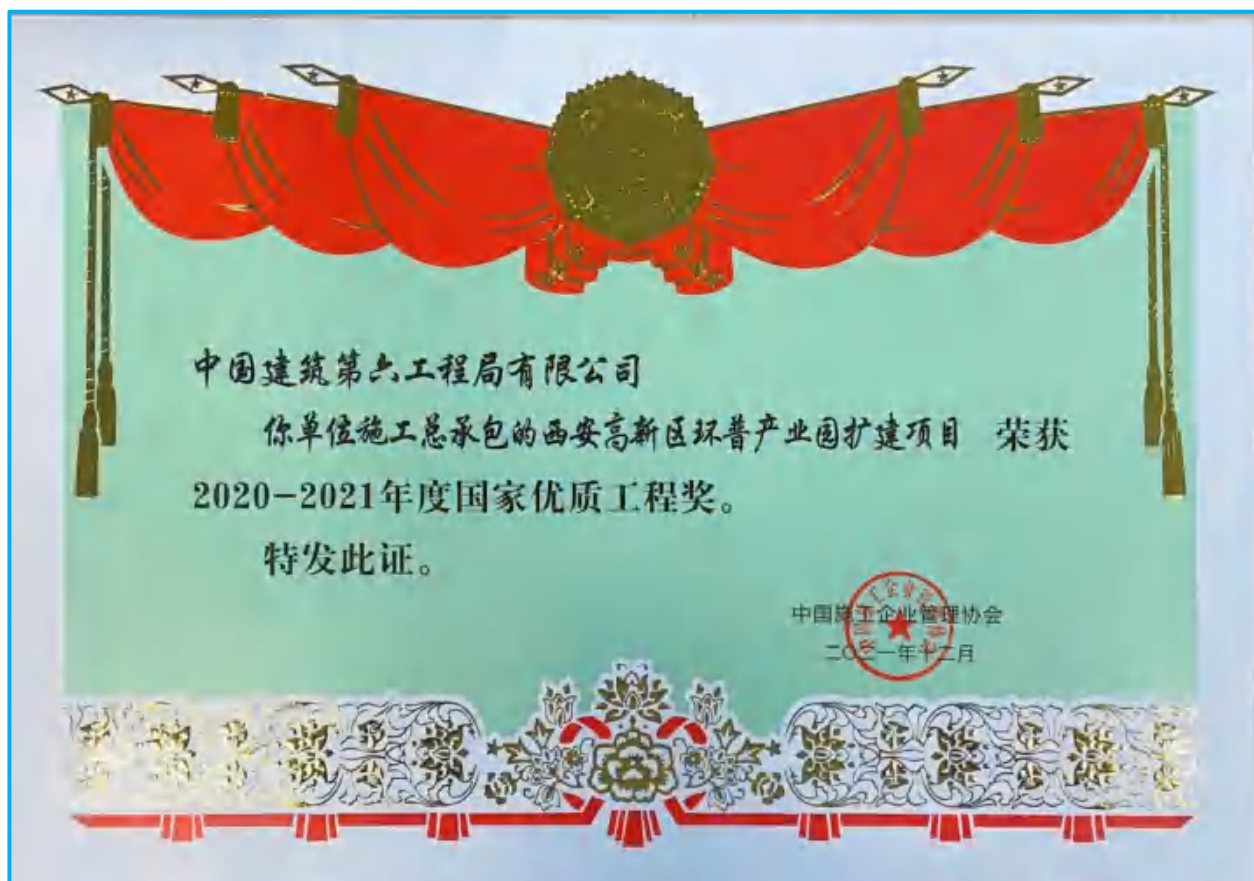 中国建筑第六工程局有限公司
你单位施工总承包的西安高新区环普产业园扩建项目 荣获
2020-2021年度国家优质工程奖。
特发此证。
中国施工企业管理协会
二〇二一年十二月